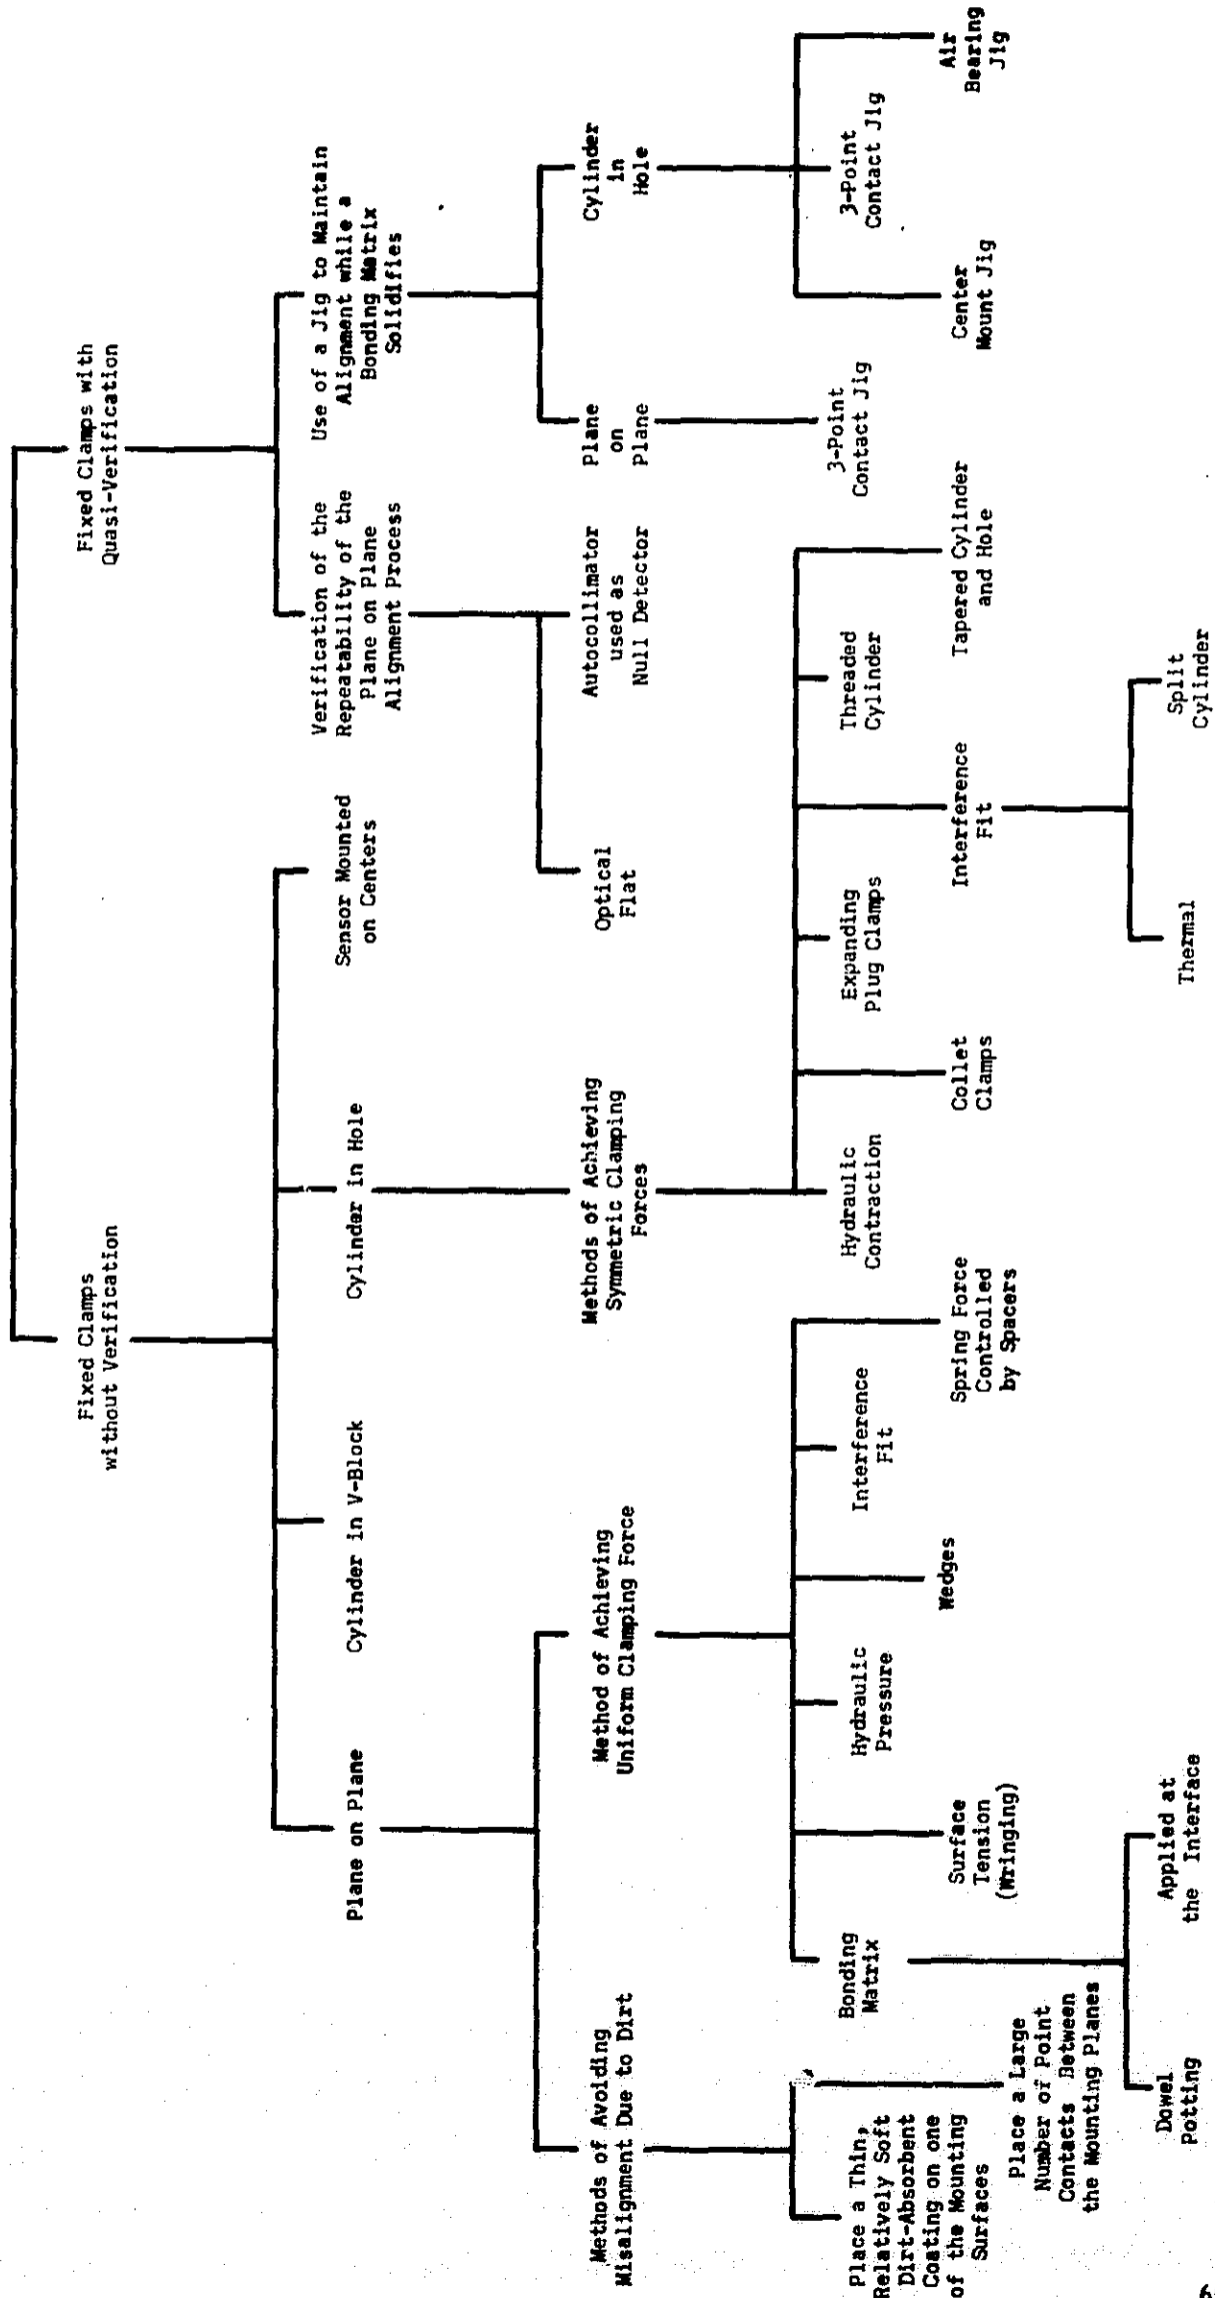 Fixed Clamps
without Verification
Fixed Clamps with
Quasi-Verification
Plane on Plane
Cylinder in V-Block
Cylinder in Hole
Sensor Mounted
on Centers
Verification of the
Repeatability of the
Plane on Plane
Alignment Process
Use of a Jig to Maintain
Alignment while a
Bonding Matrix
Solidifies
Methods of Avoiding
Misalignment Due to Dirt
Method of Achieving
Uniform Clamping Force
Methods of Achieving
Symmetric Clamping
Forces
Optical
Flat
Autocollimator
used as
Null Detector
Plane
on
Plane
Cylinder
in
Hole
Place a Thin,
Relatively Soft
Dirt-Absorbent
Coating on one
of the Mounting
Surfaces
Place a Large
Number of Point
Contacts Between
the Mounting Planes
Bonding
Matrix
Surface
Tension
(Wringing)
Hydraulic
Pressure
Wedges
Interference
Fit
Spring Force
Controlled
by Spacers
Hydraulic
Contraction
Collet
Clamps
Expanding
Plug Clamps
Interference
Fit
Threaded
Cylinder
Tapered Cylinder
and Hole
3-Point
Contact Jig
Center
Mount Jig
3-Point
Contact Jig
Air
Bearing
Jig
Dowel
Potting
Applied at
the Interface
Thermal
Split
Cylinder